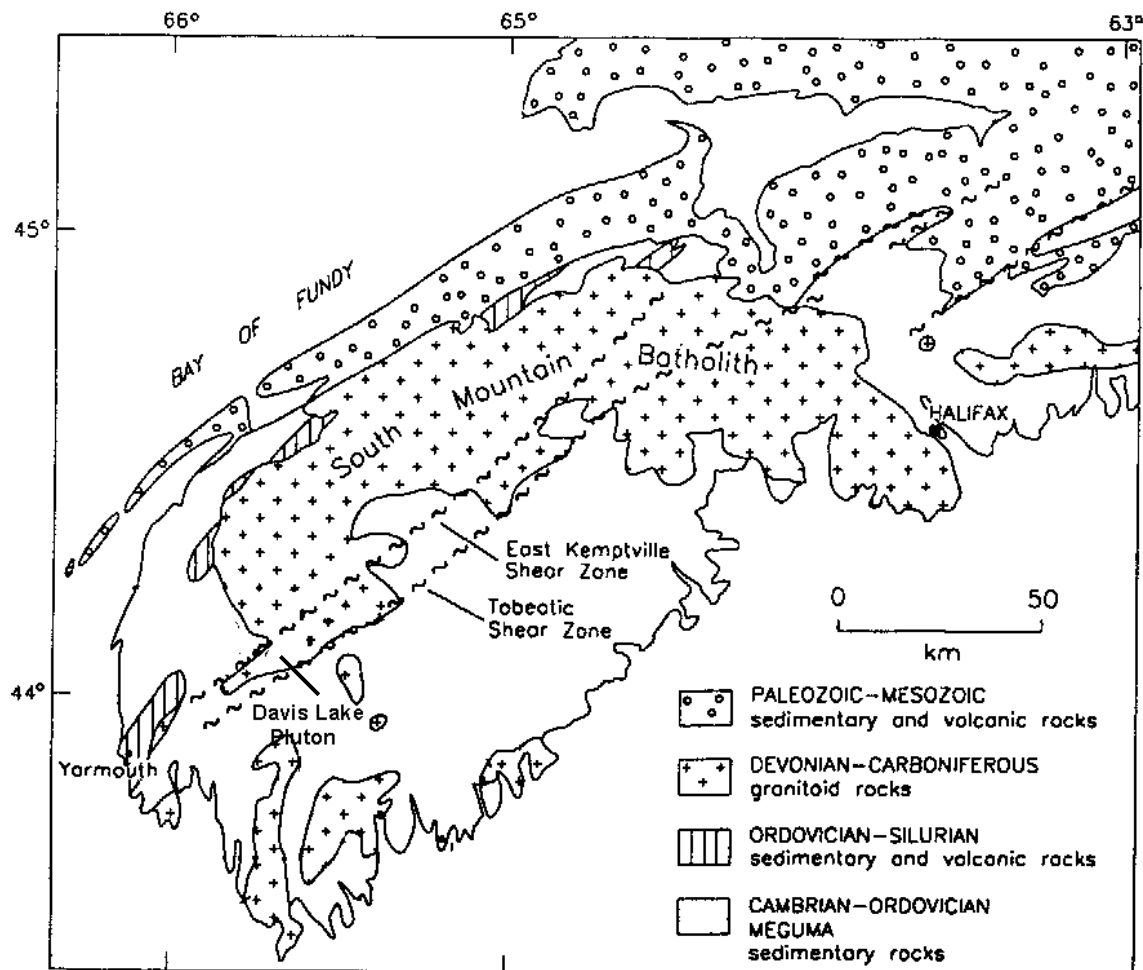 66°
65°
63°
45°
BAY OF FUNDY
South Mountain Batholith
HALIFAX
East Kemptville
Shear Zone
Tobeatic
Shear Zone
0 50
km
44°
Davis Lake
Pluton
Yarmouth
PALEOZOIC-MESOZOIC
sedimentary and volcanic rocks
DEVONIAN-CARBONIFEROUS
granitoid rocks
ORDOVICIAN-SILURIAN
sedimentary and volcanic rocks
CAMBRIAN-ORDOVICIAN
MEGUMA
sedimentary rocks